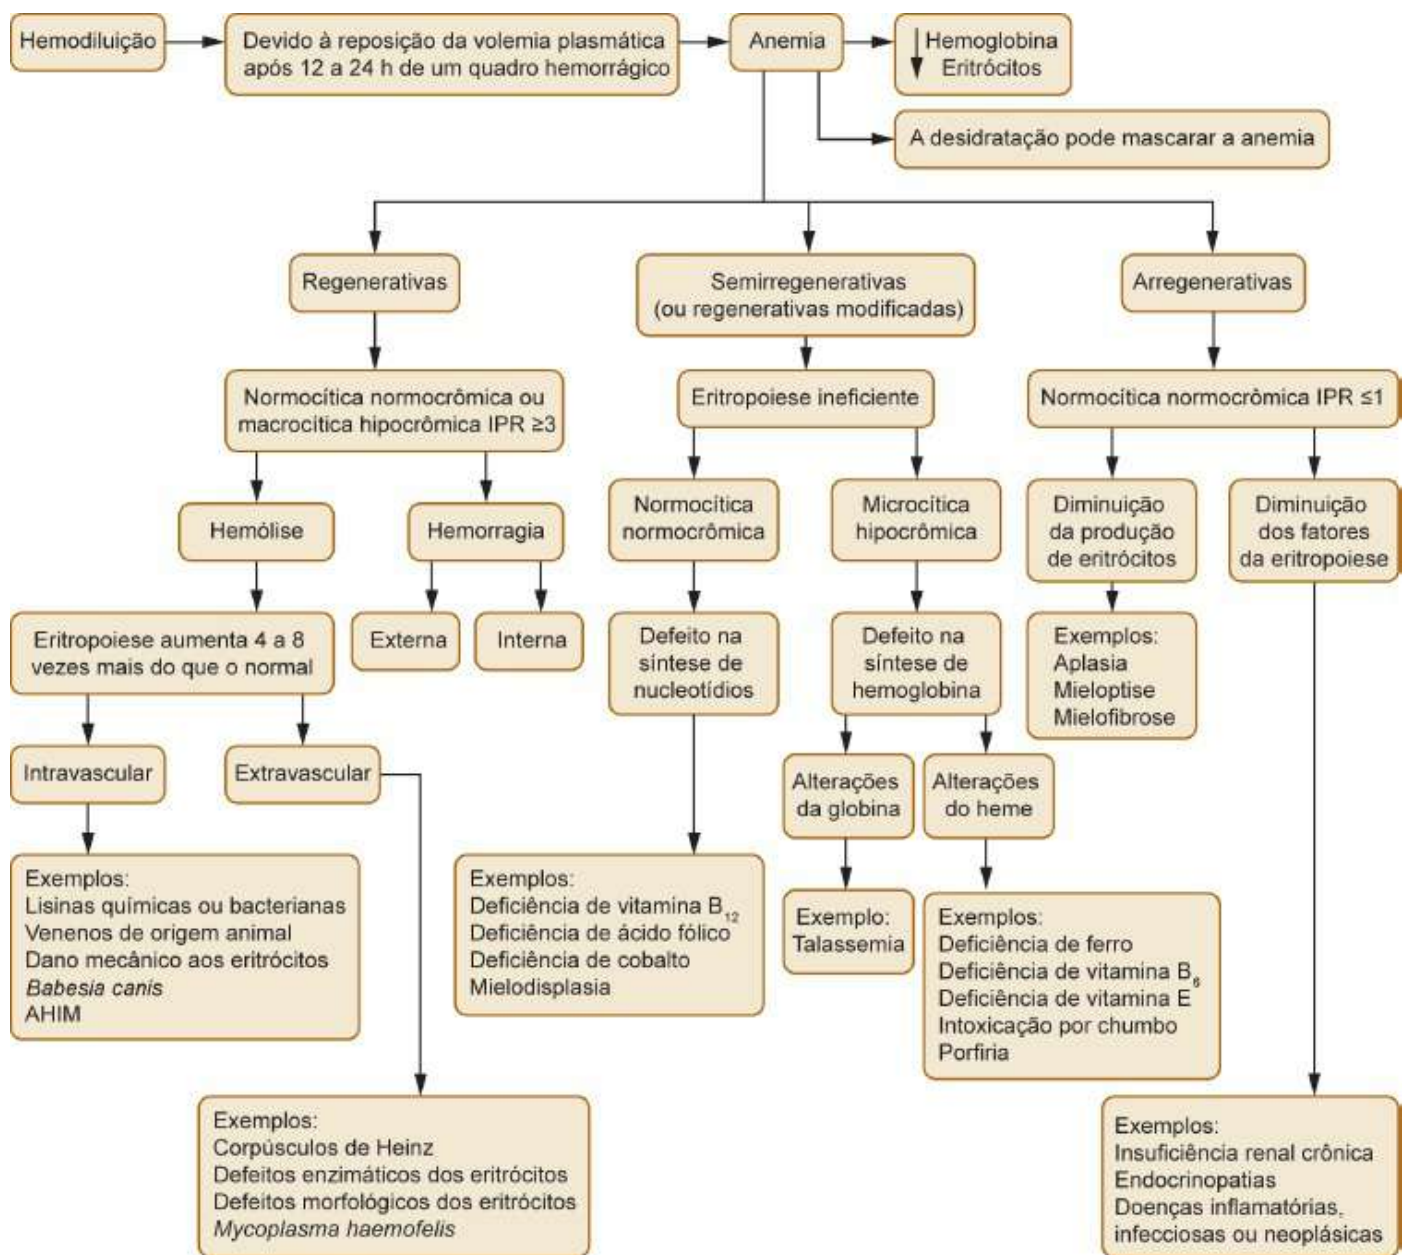 Hemodiluição
Devido à reposição da volemia plasmática
após 12 a 24 h de um quadro hemorrágico
Anemia
Hemoglobina
Eritrócitos
A desidratação pode mascarar a anemia
Regenerativas
Semirregenerativas
(ou regenerativas modificadas)
Arregenerativas
Normocítica normocrômica ou
macrocítica hipocrômica IPR ≥3
Eritropoiese ineficiente
Normocítica normocrômica IPR ≤1
Hemólise
Hemorragia
Normocítica
normocrômica
Microcítica
hipocrômica
Diminuição
da produção
de eritrócitos
Diminuição
dos fatores
da eritropoiese
Eritropoiese aumenta 4 a 8
vezes mais do que o normal
Externa
Interna
Defeito na
síntese de
nucleotídios
Defeito na
síntese de
hemoglobina
Exemplos:
Aplasia
Mieloptise
Mielofibrose
Intravascular
Extravascular
Alterações
da globina
Alterações
do heme
Exemplos:
Lisinas químicas ou bacterianas
Venenos de origem animal
Dano mecânico aos eritrócitos
Babesia canis
AHIM
Exemplos:
Deficiência de vitamina B₁₂
Deficiência de ácido fólico
Deficiência de cobalto
Mielodisplasia
Exemplo:
Talassemia
Exemplos:
Deficiência de ferro
Deficiência de vitamina B₆
Deficiência de vitamina E
Intoxicação por chumbo
Porfiria
Exemplos:
Corpúsculos de Heinz
Defeitos enzimáticos dos eritrócitos
Defeitos morfológicos dos eritrócitos
Mycoplasma haemofelis
Exemplos:
Insuficiência renal crônica
Endocrinopatias
Doenças inflamatórias,
infecciosas ou neoplásicas